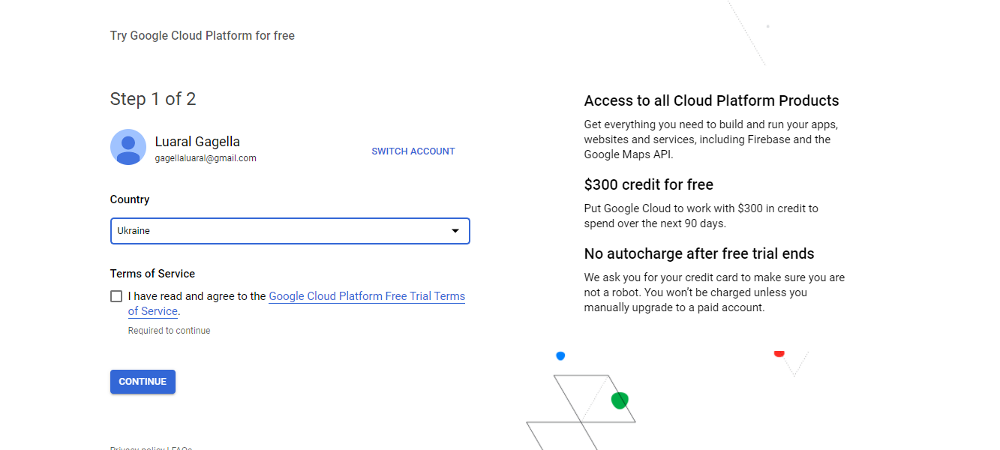 Try Google Cloud Platform for free
Step 1 of 2
Luaral Gagella
gagellaluaral@gmail.com
SWITCH ACCOUNT
Country
Ukraine
Terms of Service
I have read and agree to the Google Cloud Platform Free Trial Terms
of Service.
Required to continue
CONTINUE
Privacy policy | FAQs
Access to all Cloud Platform Products
Get everything you need to build and run your apps,
websites and services, including Firebase and the
Google Maps API.
$300 credit for free
Put Google Cloud to work with $300 in credit to
spend over the next 90 days.
No autocharge after free trial ends
We ask you for your credit card to make sure you are
not a robot. You won’t be charged unless you
manually upgrade to a paid account.